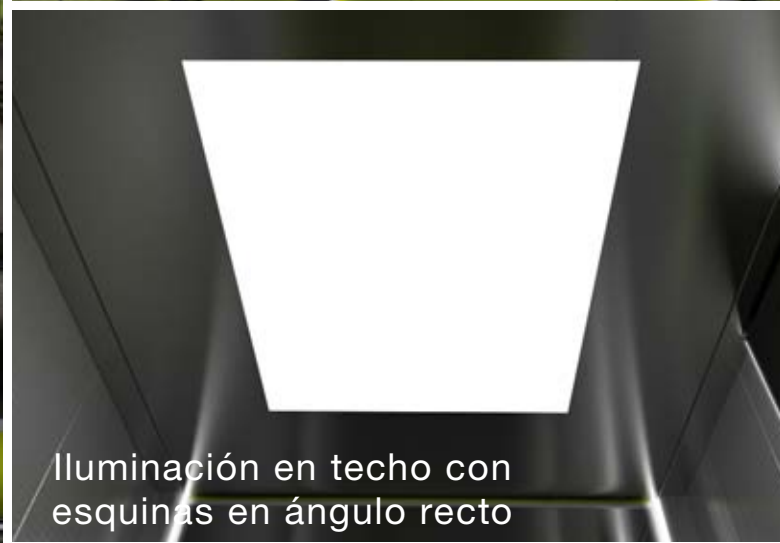 Iluminación en techo con
esquinas en ángulo recto